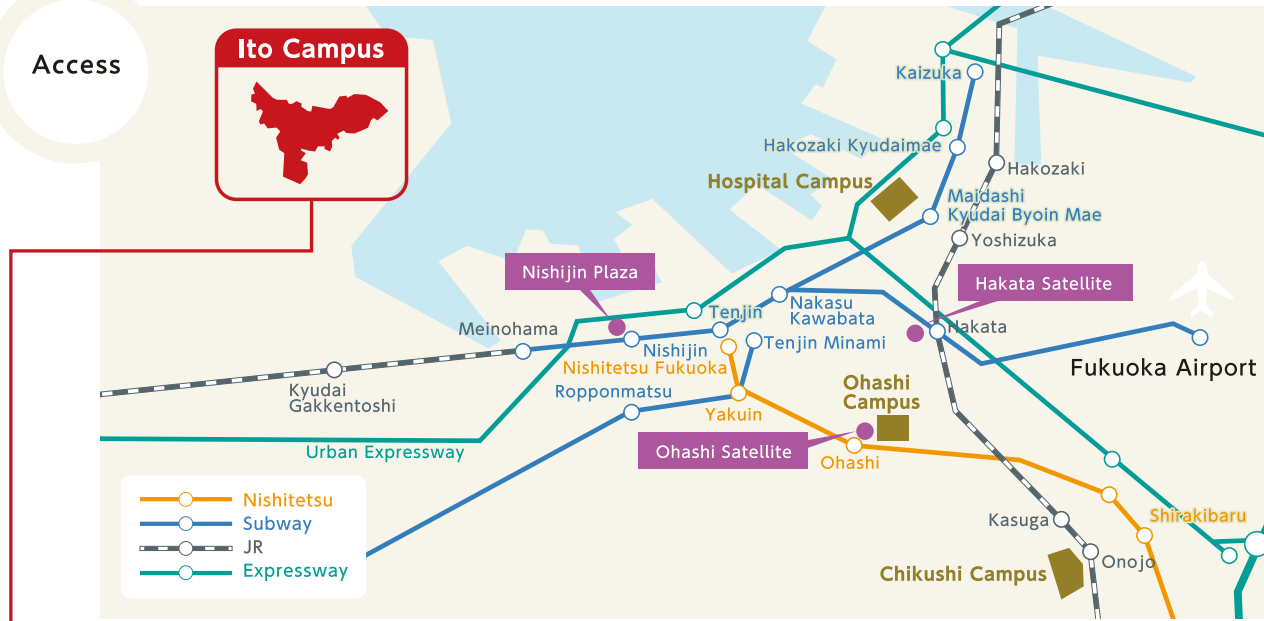 Access
Ito Campus
Kaizuka
Hakozaki Kyudaimae
Hakozaki
Hospital Campus
Maidashi
Kyudai Byoin Mae
Yoshizuka
Nishijin Plaza
Hakata Satellite
Tenjin
Nakasu
Kawabata
Meinohama
Hakata
Nishijin
Tenjin Minami
Nishitetsu Fukuoka
Fukuoka Airport
Kyudai
Gakkentoshi
Ropponmatsu
Ohashi
Campus
Yakuin
Urban Expressway
Ohashi Satellite
Ohashi
Nishitetsu
Subway
JR
Expressway
Kasuga
Shirakibaru
Onojo
Chikushi Campus